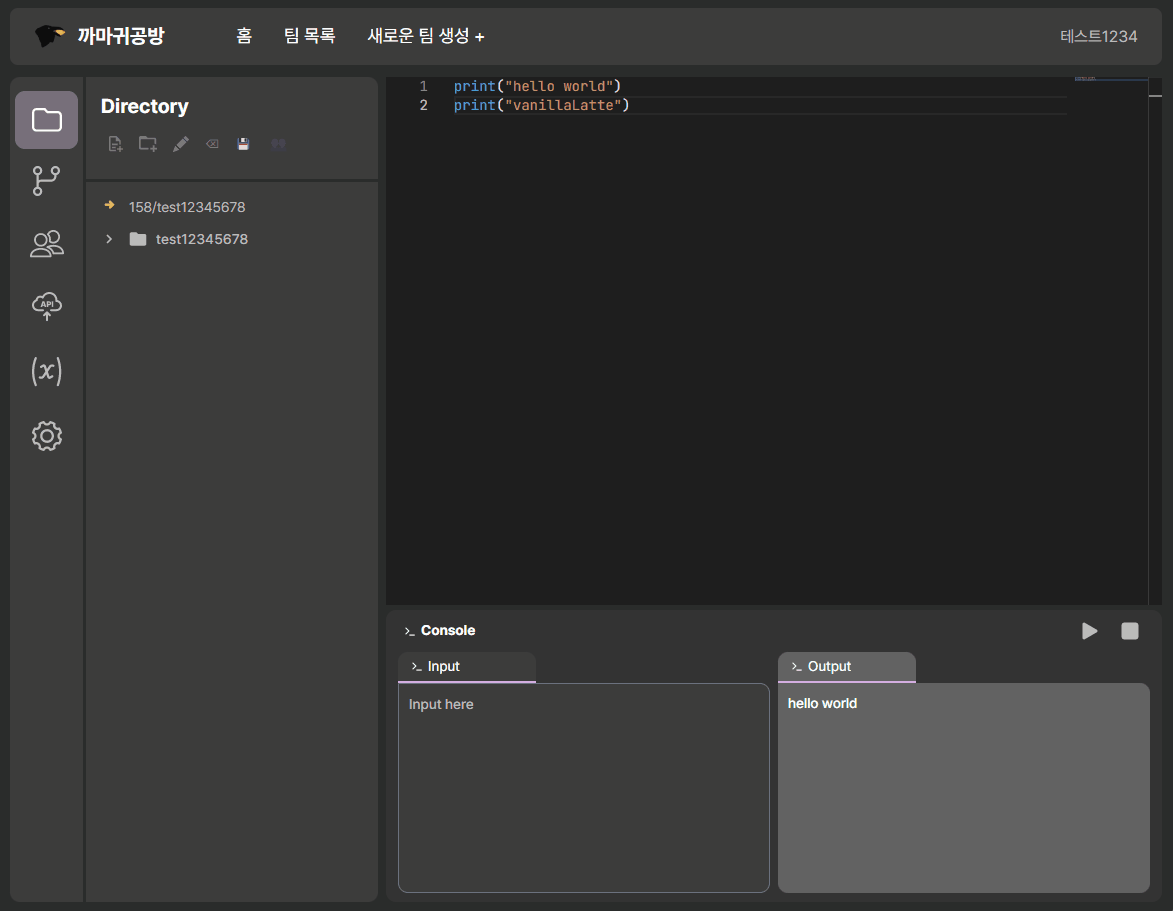 까마귀공방 홈 팀 목록 새로운 팀 생성 + 테스트1234
Directory
158/test12345678
test12345678
API
(x)
1 print("hello world")
2 print("vanillaLatte")
>_ Console
>_ Input
Input here
>_ Output
hello world